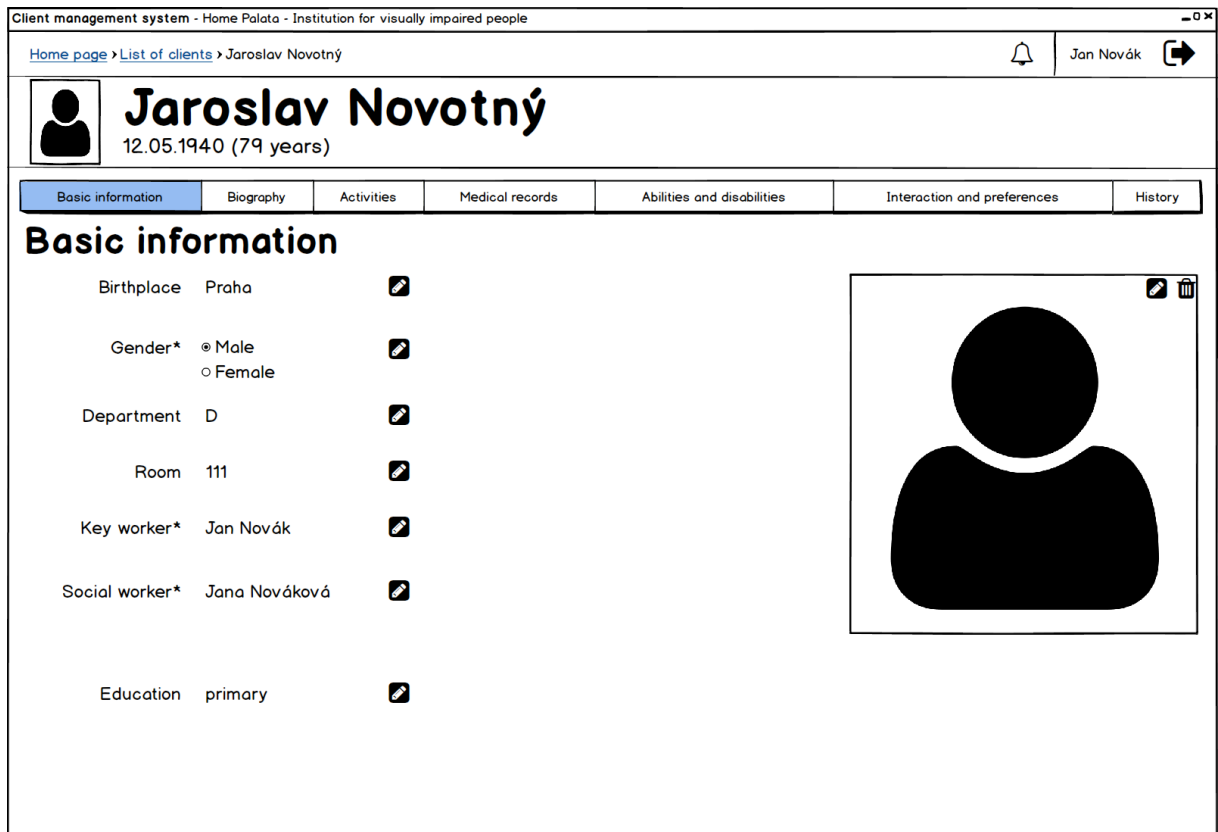 Client management system - Home Palata - Institution for visually impaired people
Home page › List of clients › Jaroslav Novotný
Jan Novák
Jaroslav Novotný
12.05.1940 (79 years)
Basic information Biography Activities Medical records Abilities and disabilities Interaction and preferences History
Basic information
Birthplace Praha
Gender* Male
Female
Department D
Room 111
Key worker* Jan Novák
Social worker* Jana Nováková
Education primary